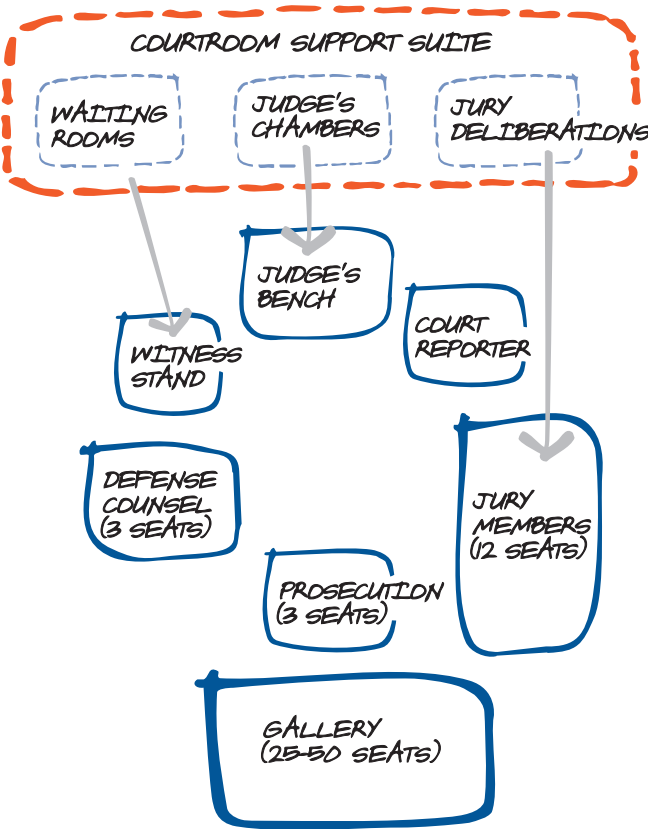 COURTROOM SUPPORT SUITE
WAITING
ROOMS
JUDGE'S
CHAMBERS
JURY
DELIBERATIONS
JUDGE'S
BENCH
COURT
REPORTER
WITNESS
STAND
DEFENSE
COUNSEL
(3 SEATS)
JURY
MEMBERS
(12 SEATS)
PROSECUTION
(3 SEATS)
GALLERY
(25-50 SEATS)